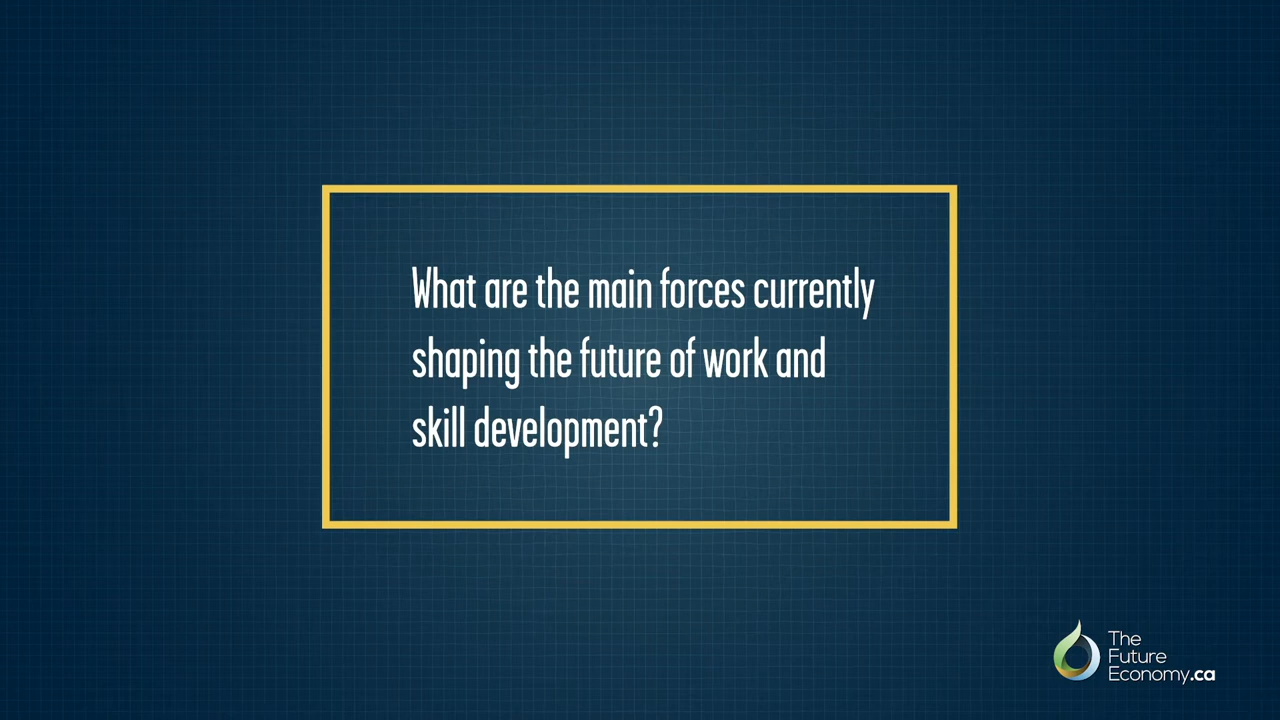 What are the main forces currently
shaping the future of work and
skill development?
The
Future
Economy.ca